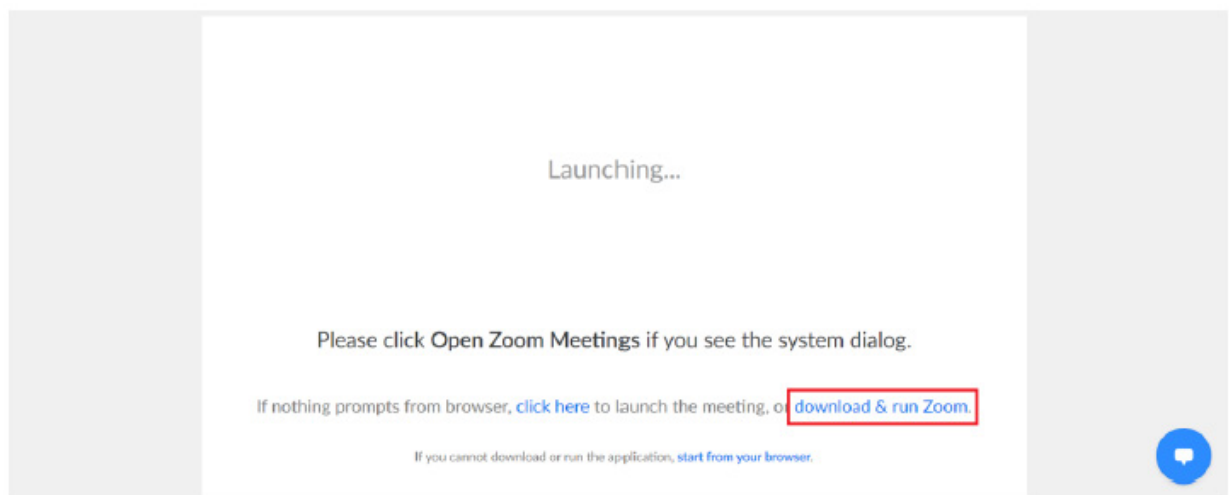 Launching...
Please click Open Zoom Meetings if you see the system dialog.
If nothing prompts from browser, click here to launch the meeting, or download & run Zoom.
If you cannot download or run the application, start from your browser.